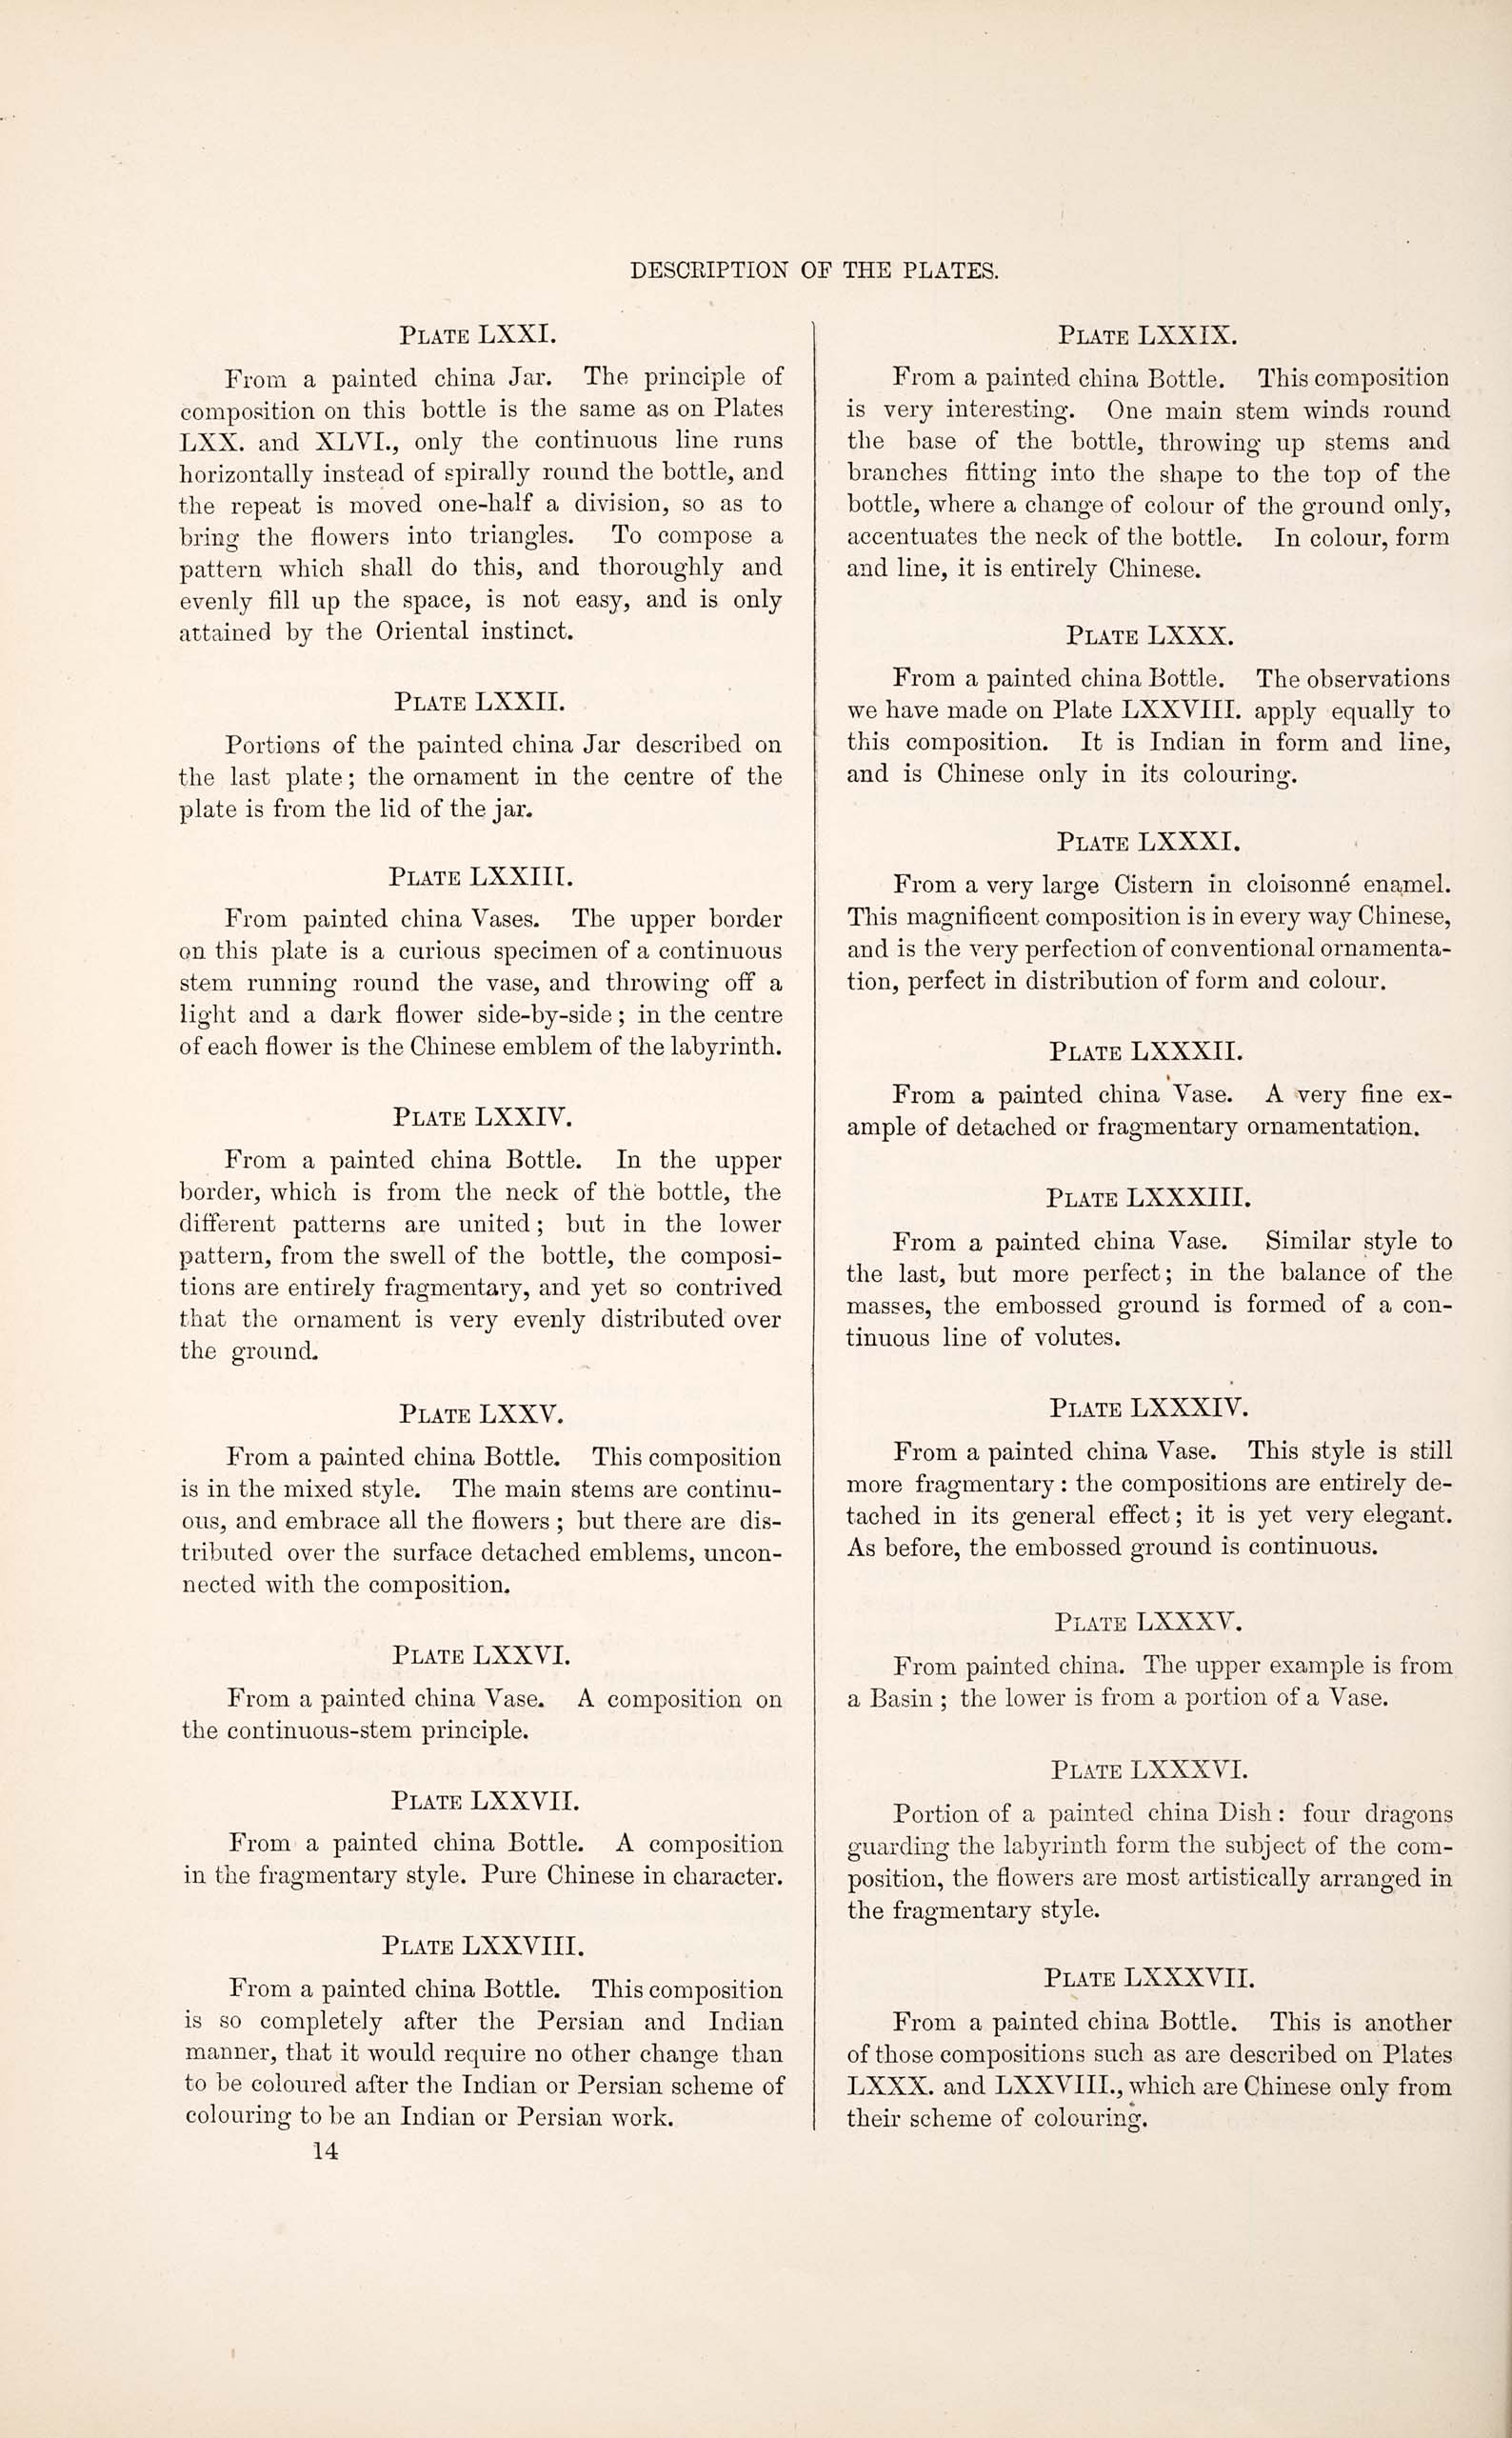 DESCRIPTION OF THE PLATES.
PLATE LXXI.
From a painted china Jar. The principle of
composition on this bottle is the same as on Plates
LXX. and XLVI., only the continuous line runs
horizontally instead of spirally round the bottle, and
the repeat is moved one-half a division, so as to
bring the flowers into triangles. To compose a
pattern which shall do this, and thoroughly and
evenly fill up the space, is not easy, and is only
attained by the Oriental instinct.
PLATE LXXII.
Portions of the painted china Jar described on
the last plate; the ornament in the centre of the
plate is from the lid of the jar.
PLATE LXXIII.
From painted china Vases. The upper border
on this plate is a curious specimen of a continuous
stem running round the vase, and throwing off a
light and a dark flower side-by-side; in the centre
of each flower is the Chinese emblem of the labyrinth.
PLATE LXXIV.
From a painted china Bottle. In the upper
border, which is from the neck of the bottle, the
different patterns are united; but in the lower
pattern, from the swell of the bottle, the composi-
tions are entirely fragmentary, and yet so contrived
that the ornament is very evenly distributed over
the ground.
PLATE LXXV.
From a painted china Bottle. This composition
is in the mixed style. The main stems are continu-
ous, and embrace all the flowers; but there are dis-
tributed over the surface detached emblems, uncon-
nected with the composition.
PLATE LXXVI.
From a painted china Vase. A composition on
the continuous-stem principle.
PLATE LXXVII.
From a painted china Bottle. A composition
in the fragmentary style. Pure Chinese in character.
PLATE LXXVIII.
From a painted china Bottle. This composition
is so completely after the Persian and Indian
manner, that it would require no other change than
to be coloured after the Indian or Persian scheme of
colouring to be an Indian or Persian work.
14
PLATE LXXIX.
From a painted china Bottle. This composition
is very interesting. One main stem winds round
the base of the bottle, throwing up stems and
branches fitting into the shape to the top of the
bottle, where a change of colour of the ground only,
accentuates the neck of the bottle. In colour, form
and line, it is entirely Chinese.
PLATE LXXX.
From a painted china Bottle. The observations
we have made on Plate LXXVIII. apply equally to
this composition. It is Indian in form and line,
and is Chinese only in its colouring.
PLATE LXXXI.
From a very large Cistern in cloisonné enamel.
This magnificent composition is in every way Chinese,
and is the very perfection of conventional ornamenta-
tion, perfect in distribution of form and colour.
PLATE LXXXII.
From a painted china Vase. A very fine ex-
ample of detached or fragmentary ornamentation.
PLATE LXXXIII.
From a painted china Vase. Similar style to
the last, but more perfect; in the balance of the
masses, the embossed ground is formed of a con-
tinuous line of volutes.
PLATE LXXXIV.
From a painted china Vase. This style is still
more fragmentary: the compositions are entirely de-
tached in its general effect; it is yet very elegant.
As before, the embossed ground is continuous.
PLATE LXXXV.
From painted china. The upper example is from
a Basin; the lower is from a portion of a Vase.
PLATE LXXXVI.
Portion of a painted china Dish: four dragons
guarding the labyrinth form the subject of the com-
position, the flowers are most artistically arranged in
the fragmentary style.
PLATE LXXXVII.
From a painted china Bottle. This is another
of those compositions such as are described on Plates
LXXX. and LXXVIII., which are Chinese only from
their scheme of colouring.